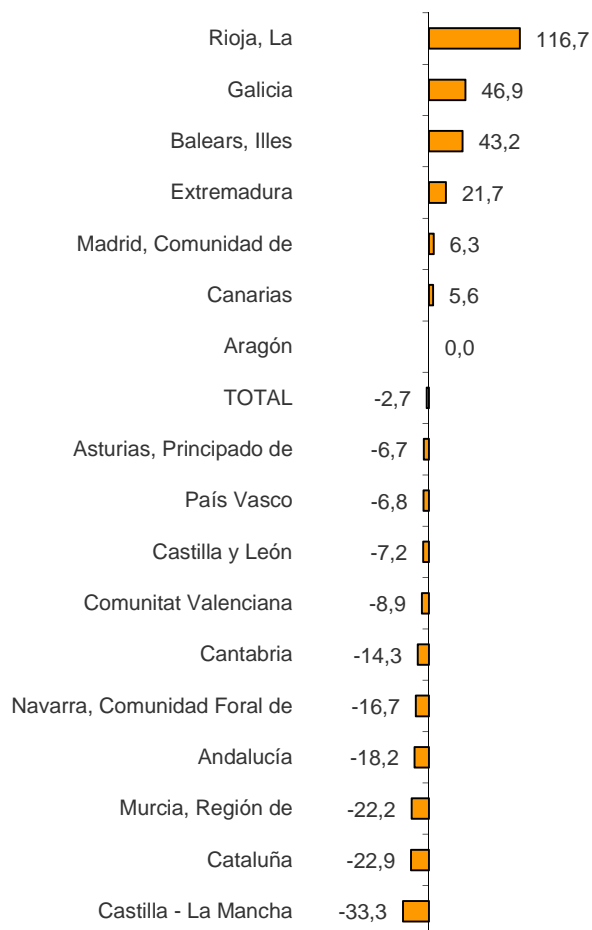 Rioja, La 116,7
Galicia 46,9
Balears, Illes 43,2
Extremadura 21,7
Madrid, Comunidad de 6,3
Canarias 5,6
Aragón 0,0
TOTAL -2,7
Asturias, Principado de -6,7
País Vasco -6,8
Castilla y León -7,2
Comunitat Valenciana -8,9
Cantabria -14,3
Navarra, Comunidad Foral de -16,7
Andalucía -18,2
Murcia, Región de -22,2
Cataluña -22,9
Castilla - La Mancha -33,3